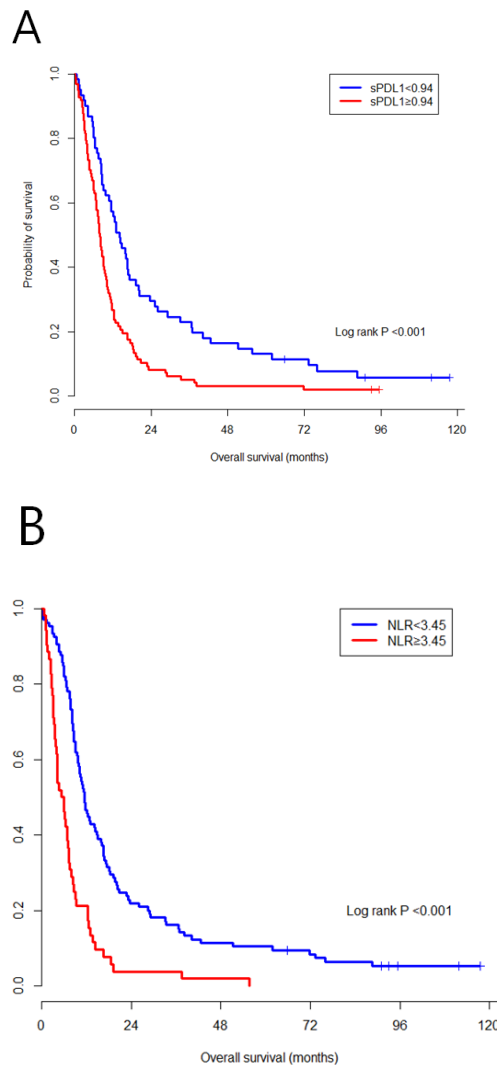 A
sPDL1<0.94
sPDL1≥0.94
Probability of survival
1.0
0.8
0.6
0.4
0.2
0.0
Log rank P <0.001
0 24 48 72 96 120
Overall survival (months)
B
NLR<3.45
NLR≥3.45
1.0
0.8
0.6
0.4
0.2
0.0
Log rank P <0.001
0 24 48 72 96 120
Overall survival (months)